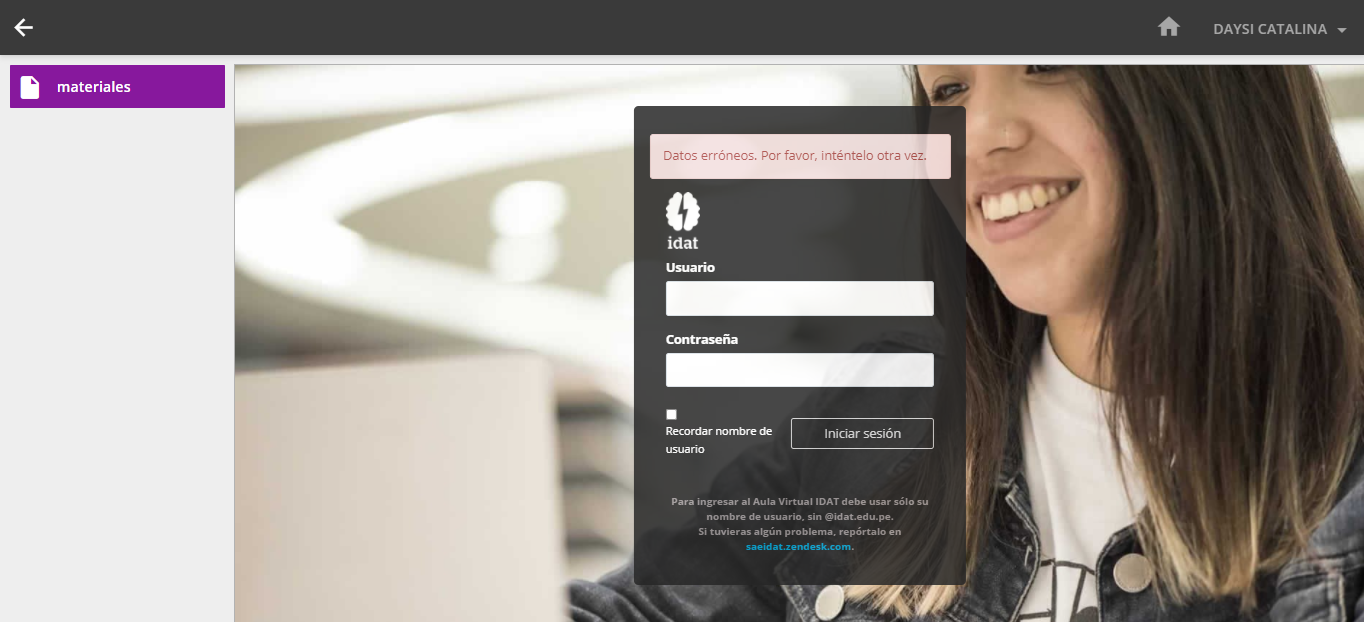 DAYSI CATALINA
materiales
Datos erróneos. Por favor, inténtelo otra vez.
idat
Usuario
Contraseña
Recordar nombre de
usuario
Iniciar sesión
Para ingresar al Aula Virtual IDAT debe usar sólo su
nombre de usuario, sin @idat.edu.pe.
Si tuvieras algún problema, repórtalo en
saeidat.zendesk.com.